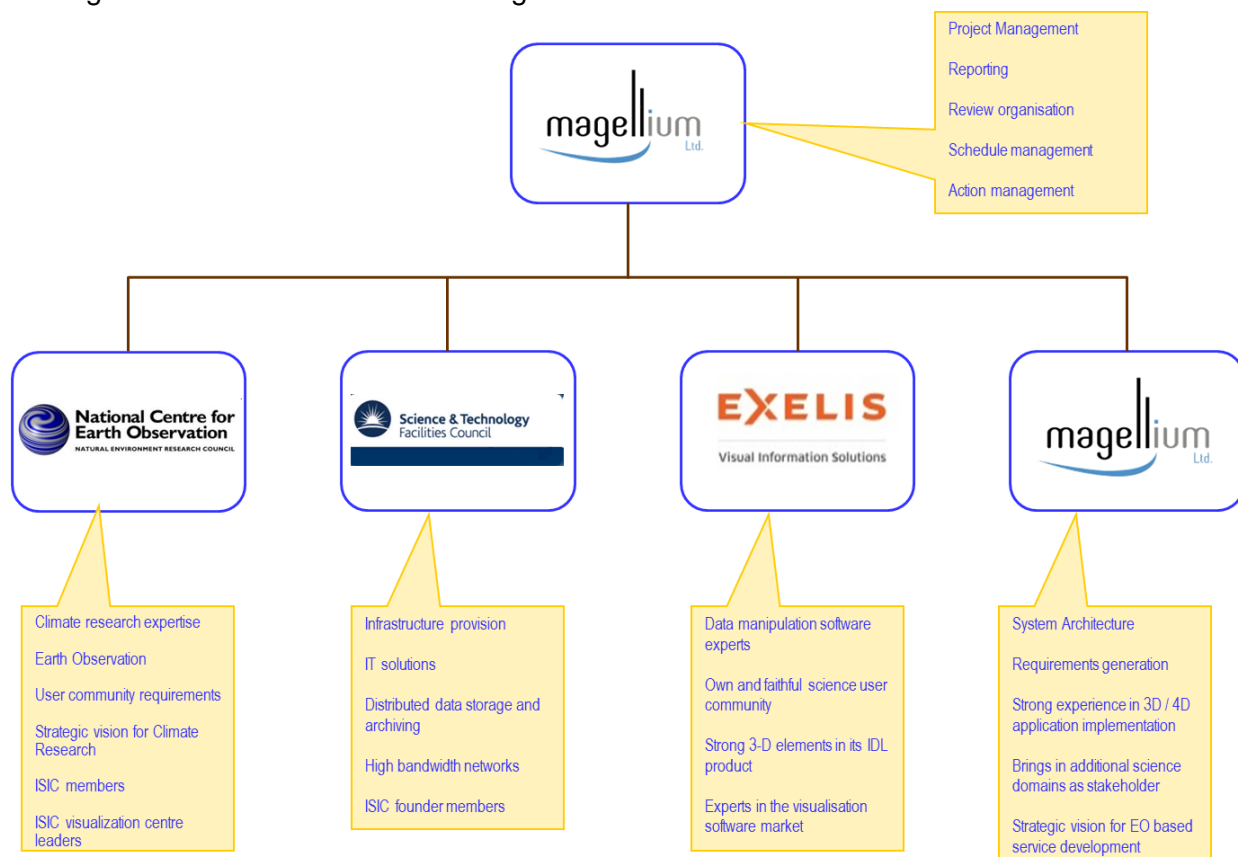 Project Management
Reporting
Review organisation
Schedule management
Action management
magellium
Ltd.
National Centre for
Earth Observation
NATURAL ENVIRONMENT RESEARCH COUNCIL
Science & Technology
Facilities Council
EXELIS
Visual Information Solutions
magellium
Ltd.
Climate research expertise
Earth Observation
User community requirements
Strategic vision for Climate
Research
ISIC members
ISIC visualization centre
leaders
Infrastructure provision
IT solutions
Distributed data storage and
archiving
High bandwidth networks
ISIC founder members
Data manipulation software
experts
Own and faithful science user
community
Strong 3-D elements in its IDL
product
Experts in the visualisation
software market
System Architecture
Requirements generation
Strong experience in 3D / 4D
application implementation
Brings in additional science
domains as stakeholder
Strategic vision for EO based
service development